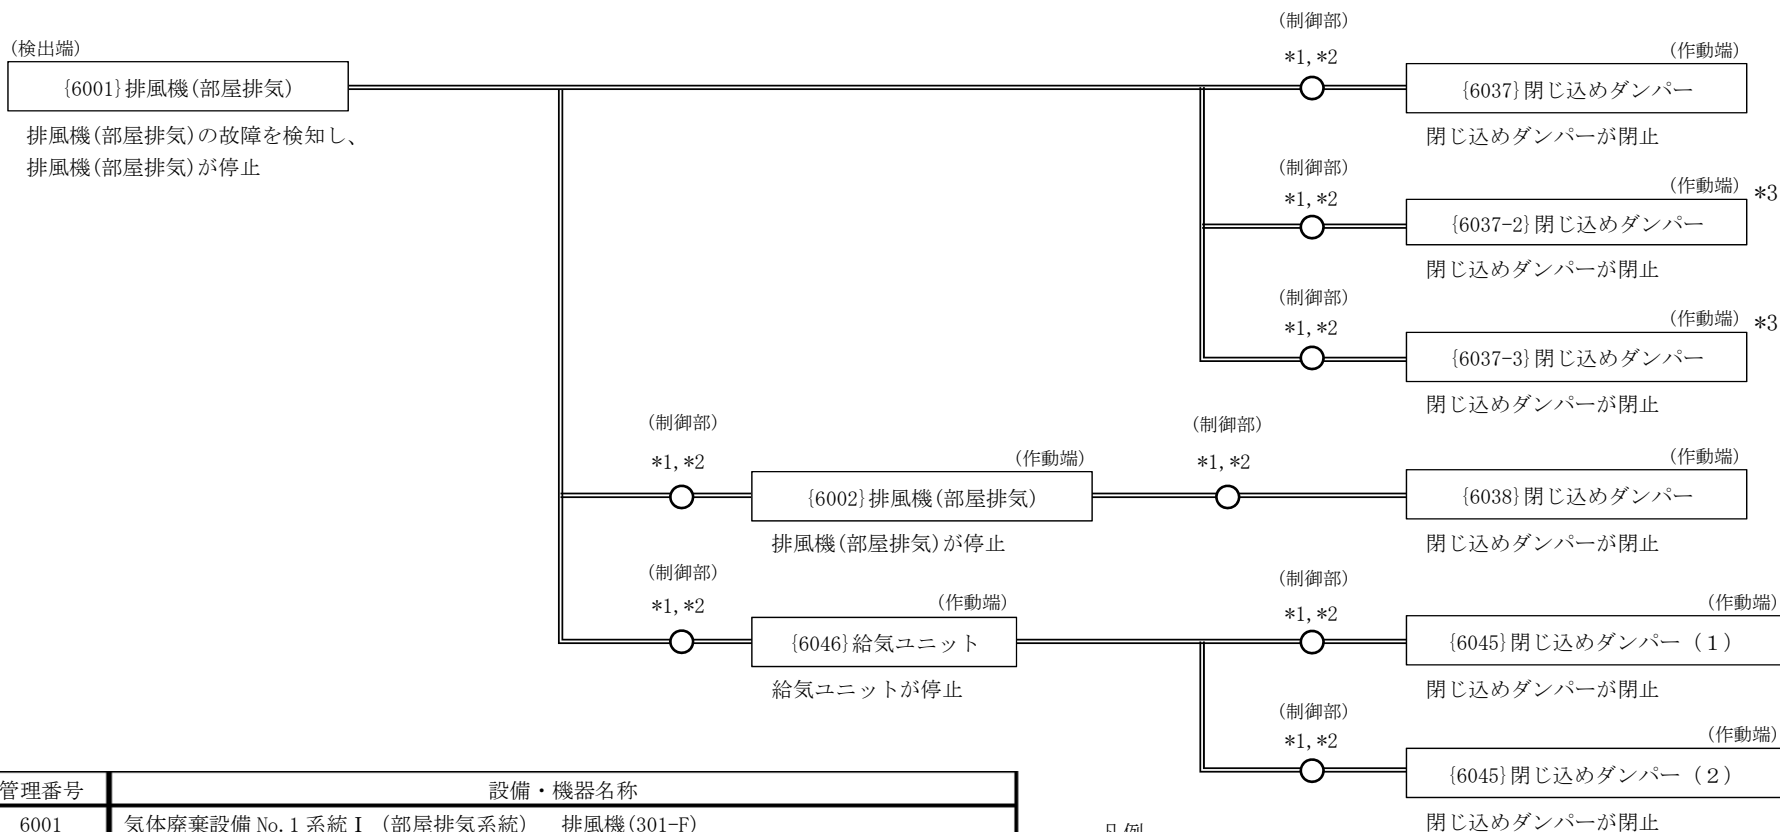 (検出端)
{6001}排風機(部屋排気)
排風機(部屋排気)の故障を検知し、
排風機(部屋排気)が停止
(制御部)
*1,*2
(作動端)
{6037}閉じ込めダンパー
閉じ込めダンパーが閉止
(制御部)
*1,*2
(作動端) *3
{6037-2}閉じ込めダンパー
閉じ込めダンパーが閉止
(制御部)
*1,*2
(作動端) *3
{6037-3}閉じ込めダンパー
閉じ込めダンパーが閉止
(制御部)
*1,*2
(作動端)
{6002}排風機(部屋排気)
排風機(部屋排気)が停止
(制御部)
*1,*2
(作動端)
{6038}閉じ込めダンパー
閉じ込めダンパーが閉止
(制御部)
*1,*2
(作動端)
{6046}給気ユニット
給気ユニットが停止
(制御部)
*1,*2
(作動端)
{6045}閉じ込めダンパー(1)
閉じ込めダンパーが閉止
(制御部)
*1,*2
(作動端)
{6045}閉じ込めダンパー(2)
閉じ込めダンパーが閉止
管理番号 設備・機器名称
6001 気体廃棄設備 No.1 系統Ⅰ (部屋排気系統) 排風機(301-F)
凡例